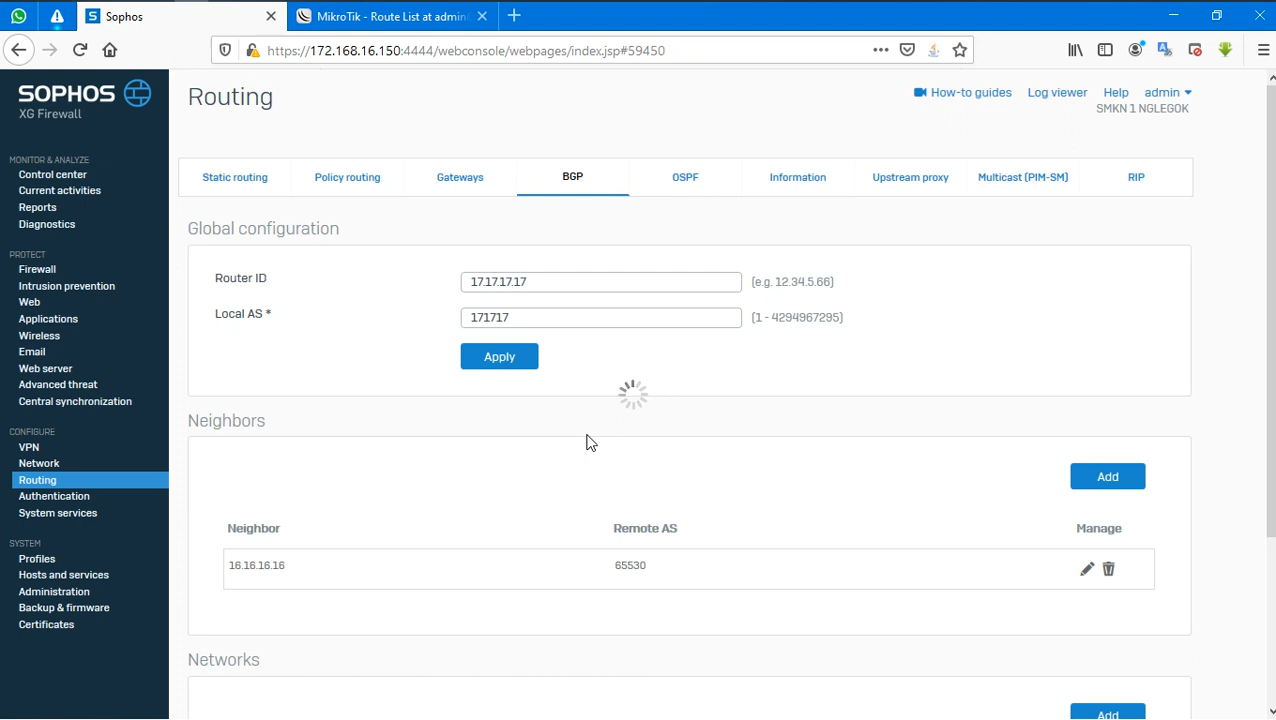 Sophos
MikroTik - Route List at admin
https://172.168.16.150:4444/webconsole/webpages/index.jsp#59450
SOPHOS
XG Firewall
MONITOR & ANALYZE
Control center
Current activities
Reports
Diagnostics
PROTECT
Firewall
Intrusion prevention
Web
Applications
Wireless
Email
Web server
Advanced threat
Central synchronization
CONFIGURE
VPN
Network
Routing
Authentication
System services
SYSTEM
Profiles
Hosts and services
Administration
Backup & firmware
Certificates
Routing
How-to guides Log viewer Help admin
SMKN 1 NGLEGOK
Static routing Policy routing Gateways BGP OSPF Information Upstream proxy Multicast (PIM-SM) RIP
Global configuration
Router ID 17.17.17.17 (e.g. 12.34.5.66)
Local AS * 171717 (1 - 4294967295)
Apply
Neighbors
Add
Neighbor Remote AS Manage
16.16.16.16 65530
Networks
Add